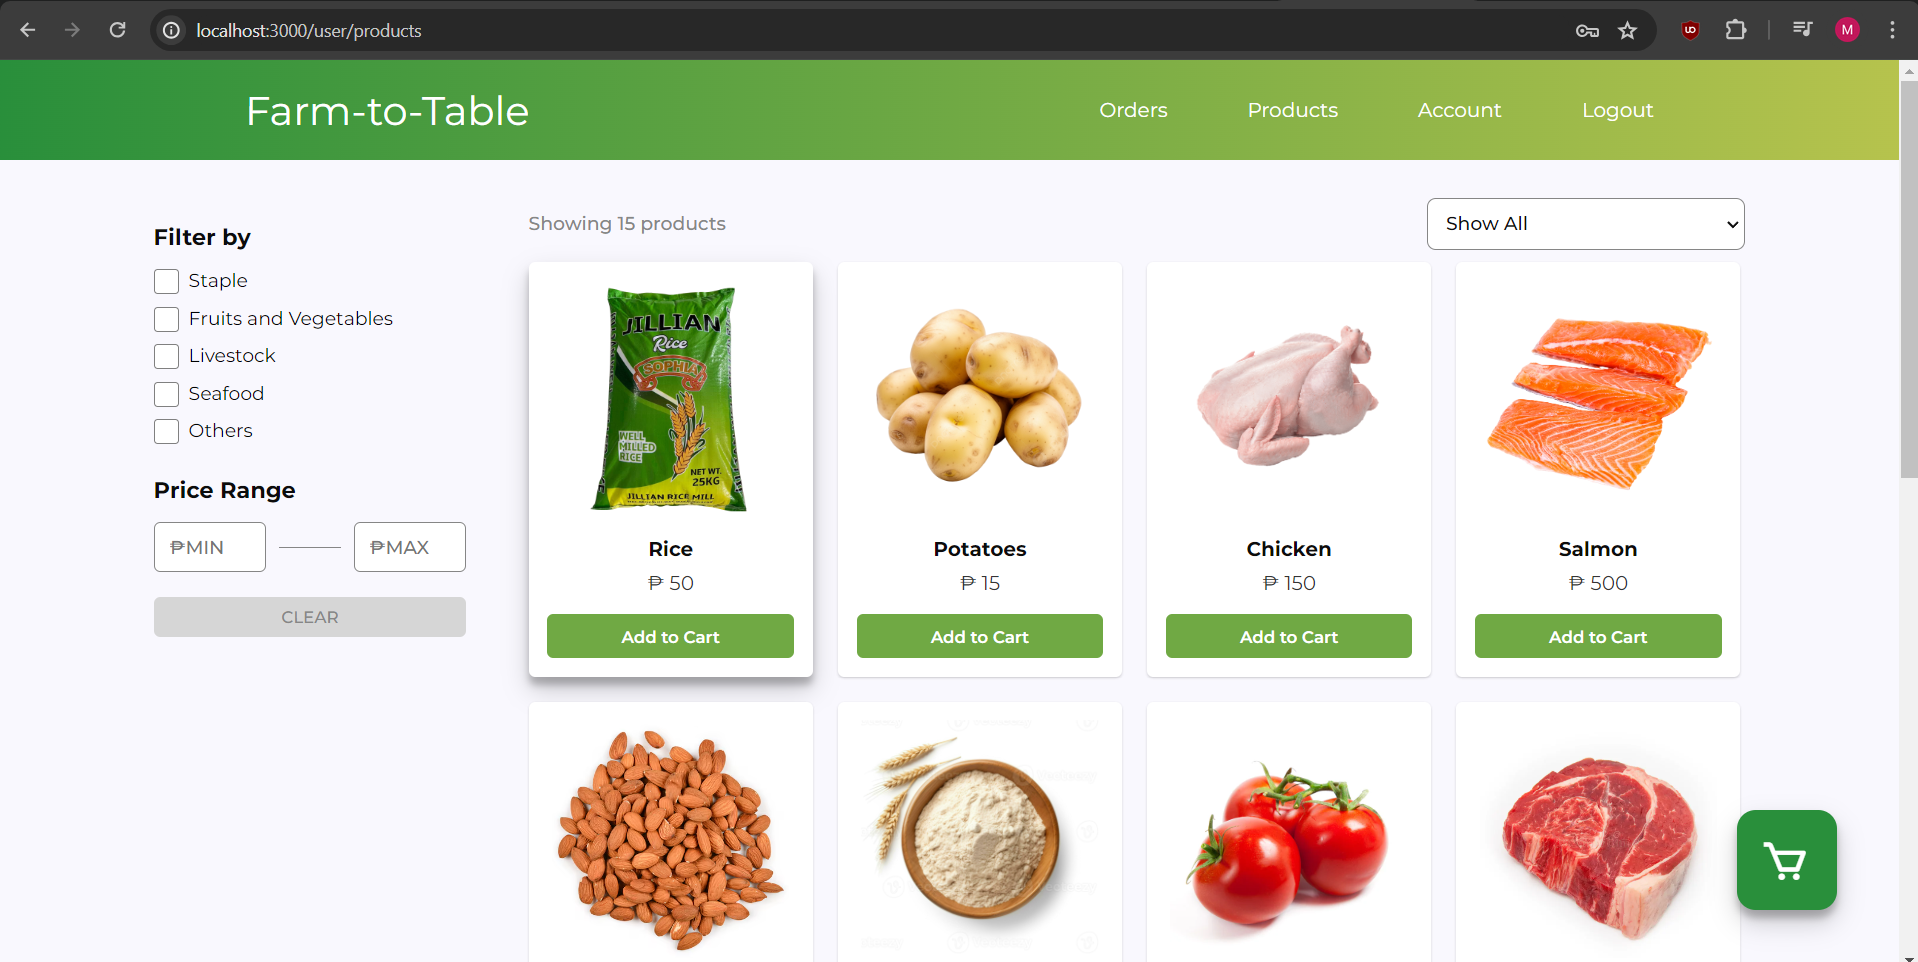 localhost:3000/user/products
M
Farm-to-Table
Orders
Products
Account
Logout
Filter by
Staple
Fruits and Vegetables
Livestock
Seafood
Others
Price Range
₱MIN
₱MAX
CLEAR
Showing 15 products
Show All
JILLIAN
Rice
SOPHIA
WELL
MILLED
RICE
NET WT.
25KG
JILLIAN RICE MILL
Rice
₱ 50
Add to Cart
Potatoes
₱ 15
Add to Cart
Chicken
₱ 150
Add to Cart
Salmon
₱ 500
Add to Cart